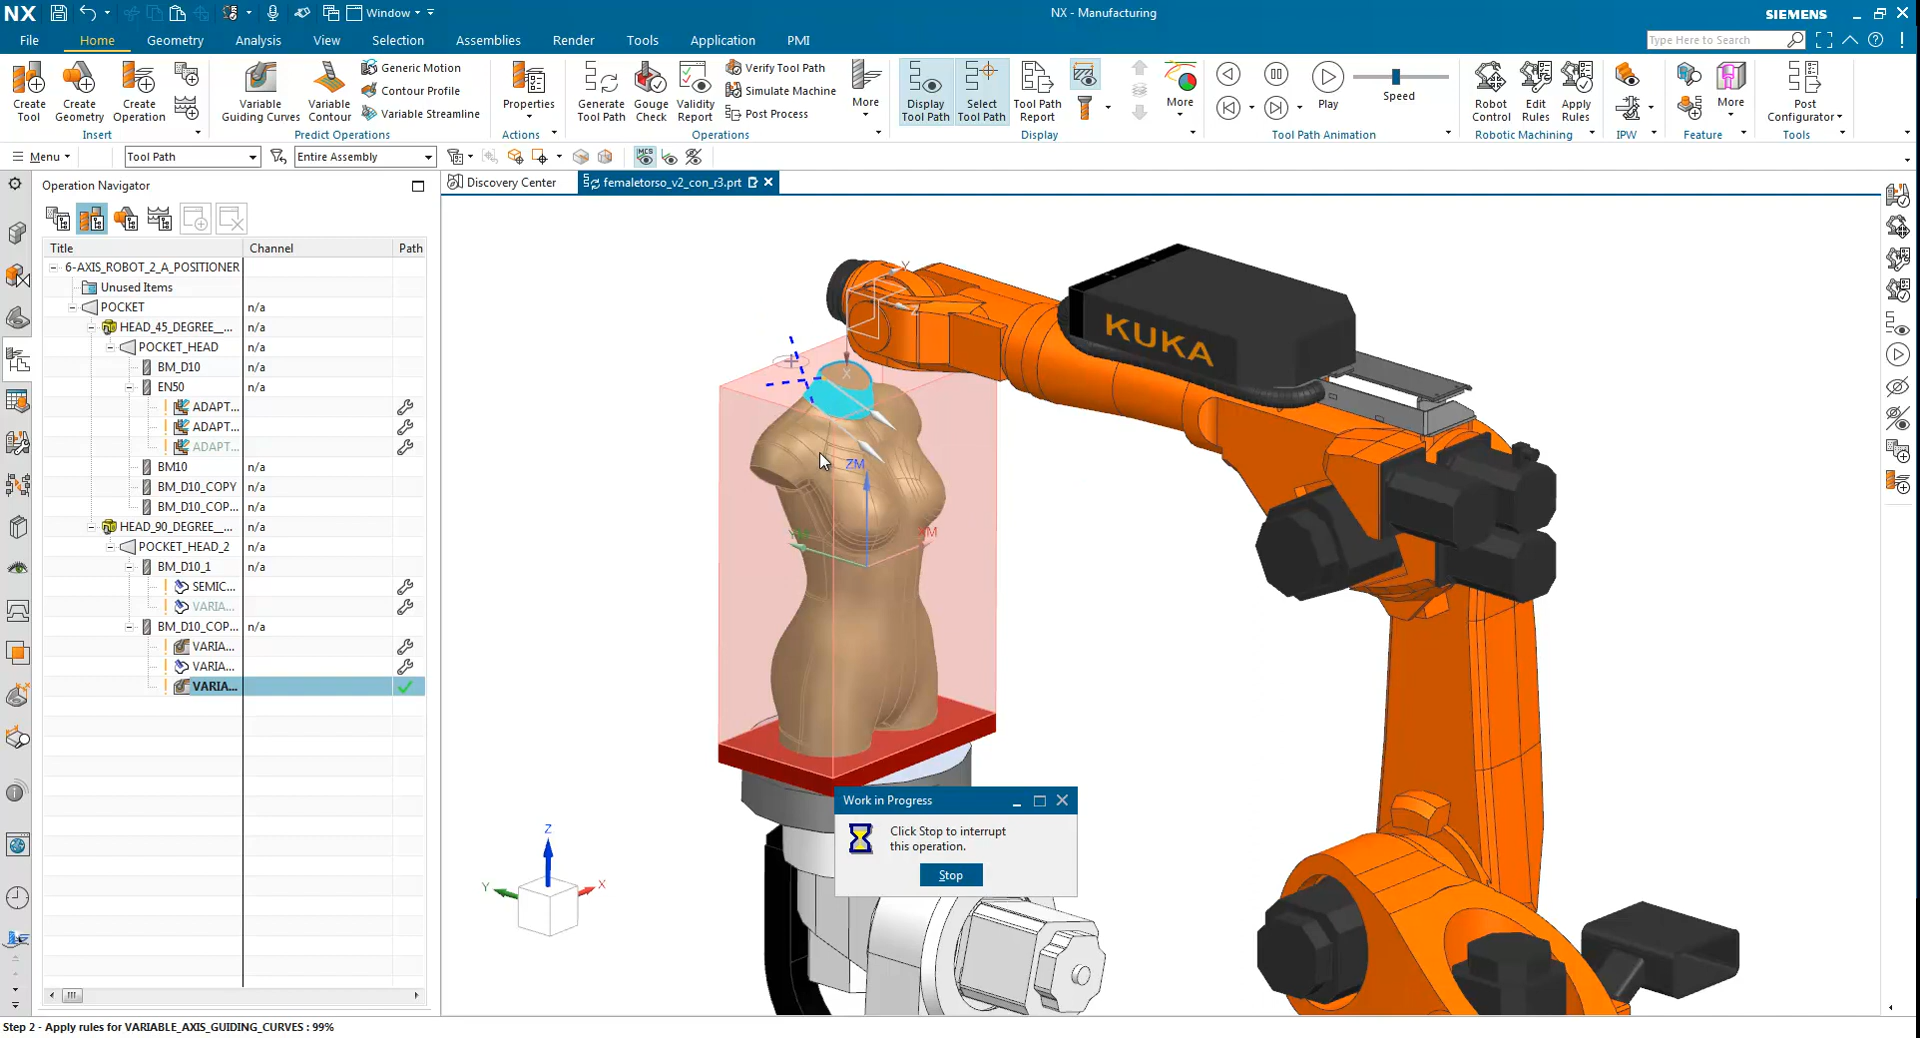 NX
Window
NX - Manufacturing
SIEMENS
File
Home
Geometry
Analysis
View
Selection
Assemblies
Render
Tools
Application
PMI
Type Here to Search
Create Tool
Create Geometry
Create Operation
Insert
Variable Guiding Curves
Variable Contour
Generic Motion
Contour Profile
Variable Streamline
Predict Operations
Properties
Actions
Generate Tool Path
Gouge Check
Validity Report
Verify Tool Path
Simulate Machine
Post Process
More
Operations
Display Tool Path
Select Tool Path
Tool Path Report
More
Display
Play
Speed
Tool Path Animation
Robot Control
Edit Rules
Apply Rules
Robotic Machining
IPW
More
Feature
Post Configurator
Tools
Menu
Tool Path
Entire Assembly
MCS
Operation Navigator
Discovery Center
femaletorso_v2_con_r3.prt
Title
Channel
Path
6-AXIS_ROBOT_2_A_POSITIONER
Unused Items
POCKET n/a
HEAD_45_DEGREE_... n/a
POCKET_HEAD n/a
BM_D10 n/a
EN50 n/a
ADAPT...
ADAPT...
ADAPT...
BM10 n/a
BM_D10_COPY n/a
BM_D10_COP... n/a
HEAD_90_DEGREE_... n/a
POCKET_HEAD_2 n/a
BM_D10_1 n/a
SEMIC...
VARIA...
BM_D10_COP... n/a
VARIA...
VARIA...
VARIA...
KUKA
Y
Z
X
ZM
YM
XM
Work in Progress
Click Stop to interrupt
this operation.
Stop
Z
Y
X
Step 2 - Apply rules for VARIABLE_AXIS_GUIDING_CURVES : 99%